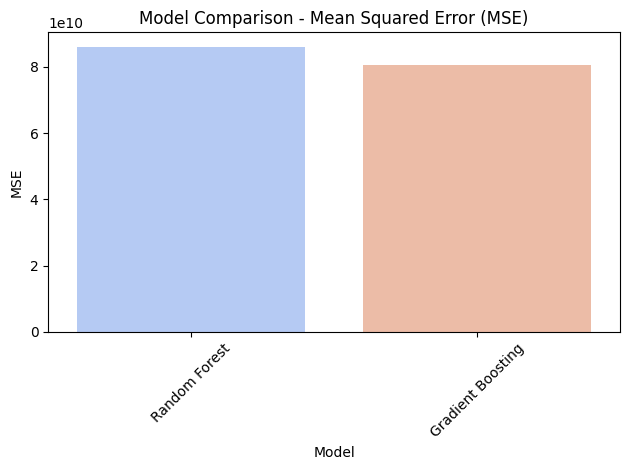 Model Comparison - Mean Squared Error (MSE)
1e10
8
6
4
2
0
MSE
Random Forest
Gradient Boosting
Model